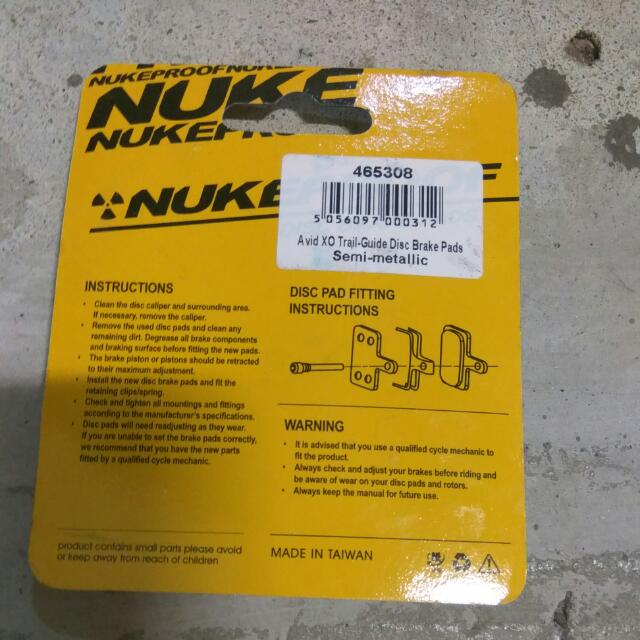 NUKEPROOFNUKE
NUKE
NUKEPRO
NUKE
465308
5 056097 000312
Avid XO Trail-Guide Disc Brake Pads
Semi-metallic
INSTRUCTIONS
• Clean the disc caliper and surrounding area.
If necessary, remove the caliper.
• Remove the used disc pads and clean any
remaining dirt. Degrease all brake components
and braking surface before fitting the new pads.
• The brake piston or pistons should be retracted
to their maximum adjustment.
• Install the new disc brake pads and fit the
retaining clips/spring.
• Check and tighten all mountings and fittings
according to the manufacturer's specifications.
• Disc pads will need readjusting as they wear.
If you are unable to set the brake pads correctly,
we recommend that you have the new parts
fitted by a qualified cycle mechanic.
DISC PAD FITTING
INSTRUCTIONS
WARNING
• It is advised that you use a qualified cycle mechanic to
fit the product.
• Always check and adjust your brakes before riding and
be aware of wear on your disc pads and rotors.
• Always keep the manual for future use.
product contains small parts please avoid
or keep away from reach of children
MADE IN TAIWAN